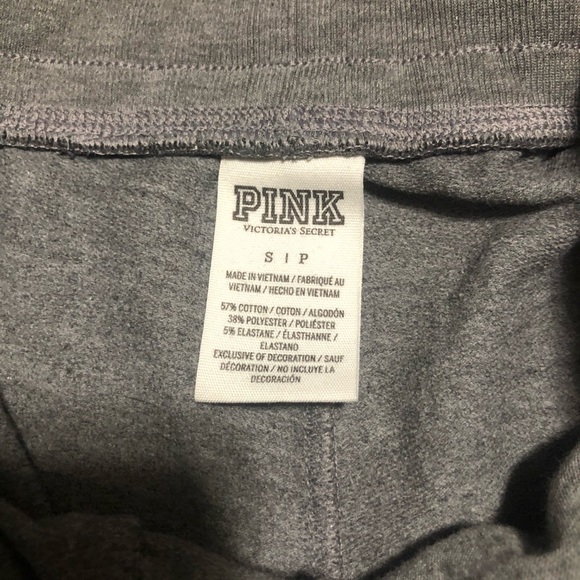 PINK
VICTORIA'S SECRET
S | P
MADE IN VIETNAM / FABRIQUÉ AU
VIETNAM / HECHO EN VIETNAM
57% COTTON / COTON / ALGODÓN
38% POLYESTER / POLIÉSTER
5% ELASTANE / ÉLASTHANNE /
ELASTANO
EXCLUSIVE OF DECORATION / SAUF
DÉCORATION / NO INCLUYE LA
DECORACIÓN